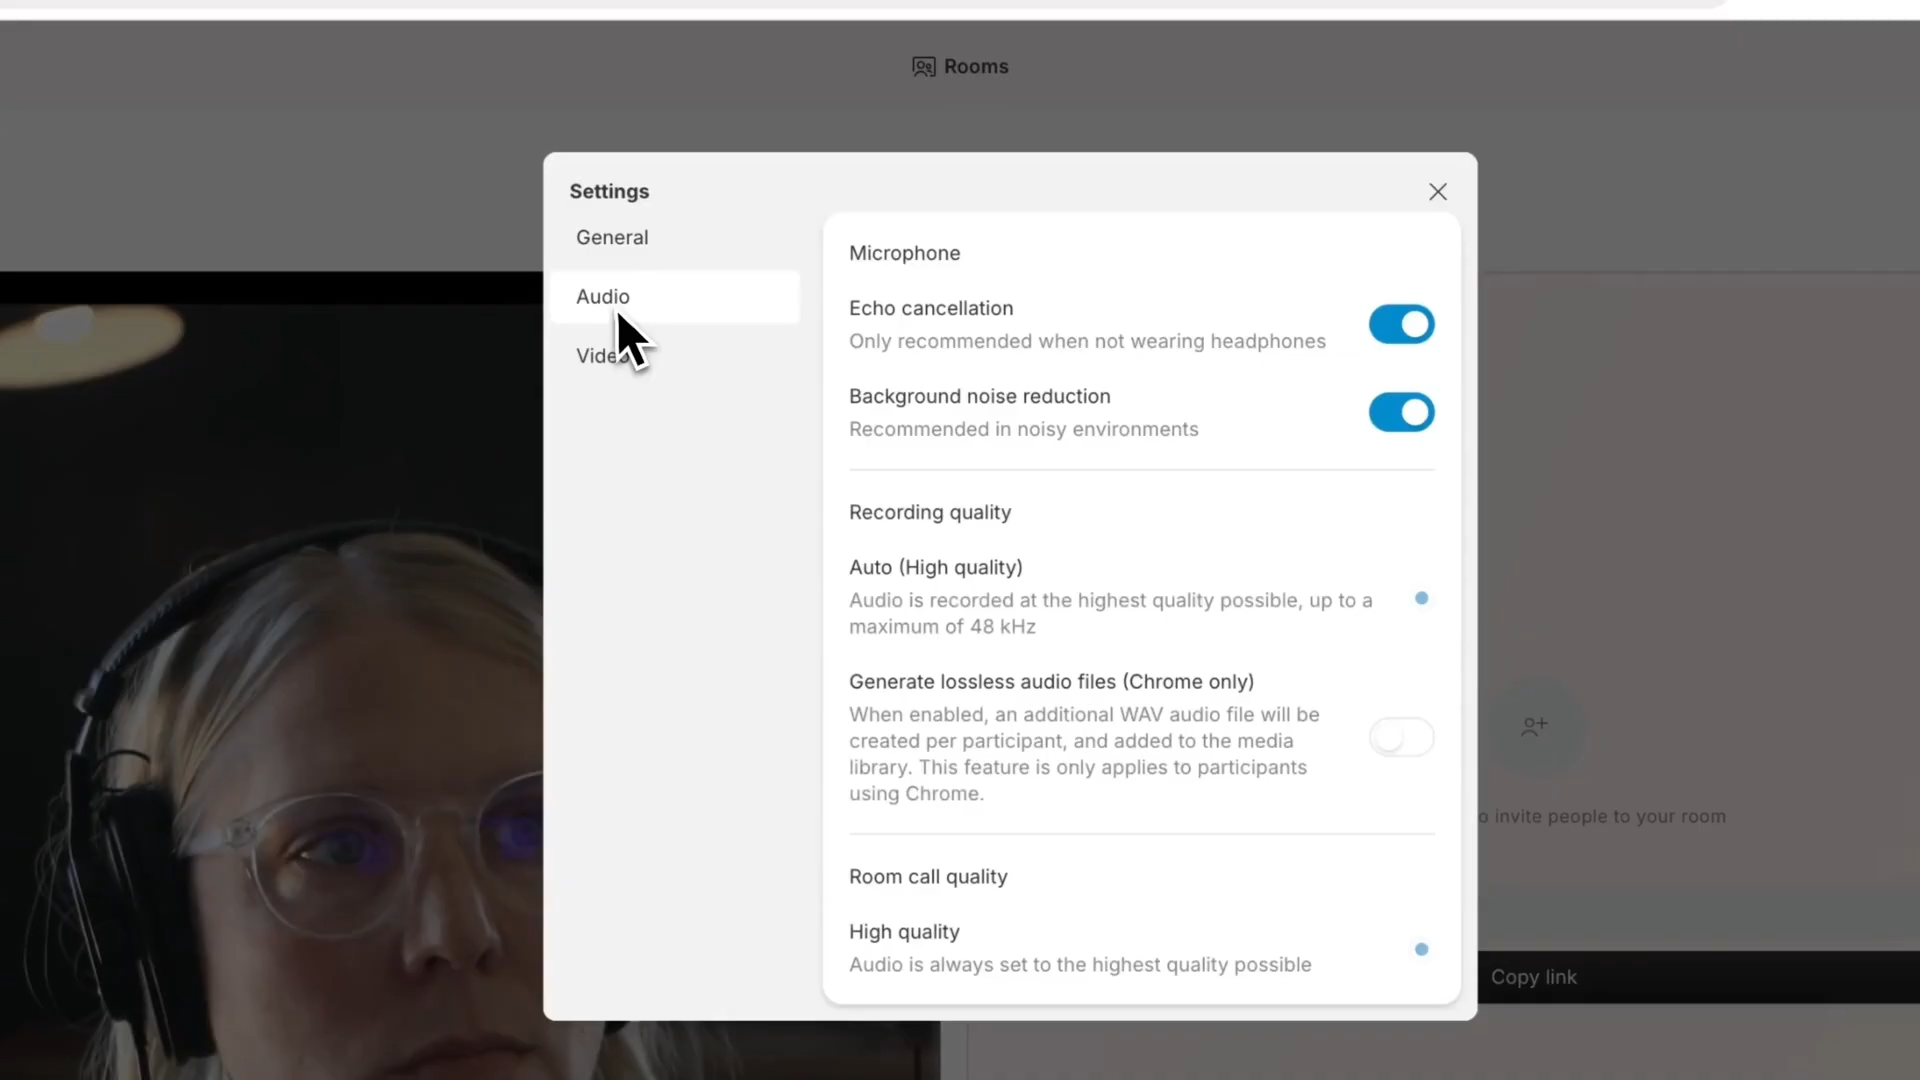 Rooms
Settings
General
Audio
Video
Microphone
Echo cancellation
Only recommended when not wearing headphones
Background noise reduction
Recommended in noisy environments
Recording quality
Auto (High quality)
Audio is recorded at the highest quality possible, up to a
maximum of 48 kHz
Generate lossless audio files (Chrome only)
When enabled, an additional WAV audio file will be
created per participant, and added to the media
library. This feature is only applies to participants
using Chrome.
Room call quality
High quality
Audio is always set to the highest quality possible
o invite people to your room
Copy link